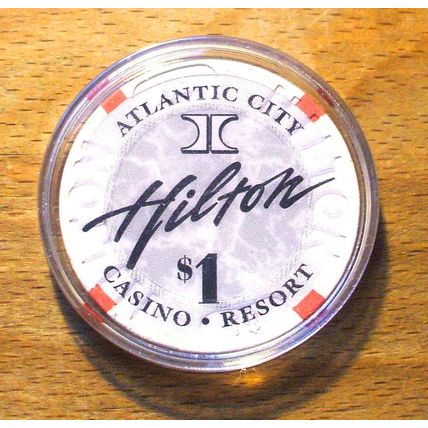 ATLANTIC CITY
Hilton
$1
CASINO • RESORT